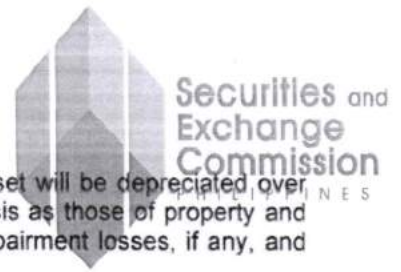 Securities and
Exchange
Commission
PHILIPPINES
set will be depreciated over
sis as those of property and
pairment losses, if any, and